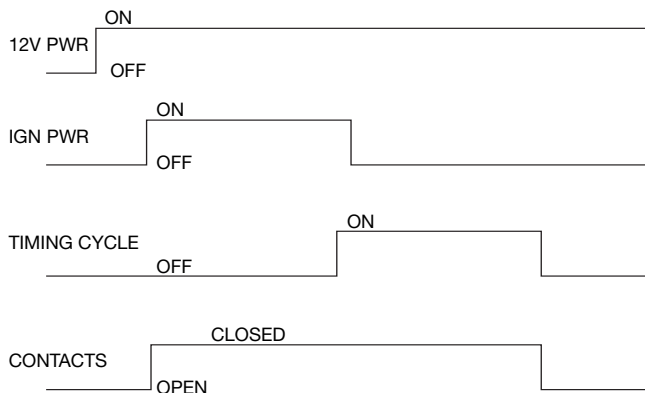 ON
12V PWR
OFF
ON
IGN PWR
OFF
ON
TIMING CYCLE
OFF
CLOSED
CONTACTS
OPEN